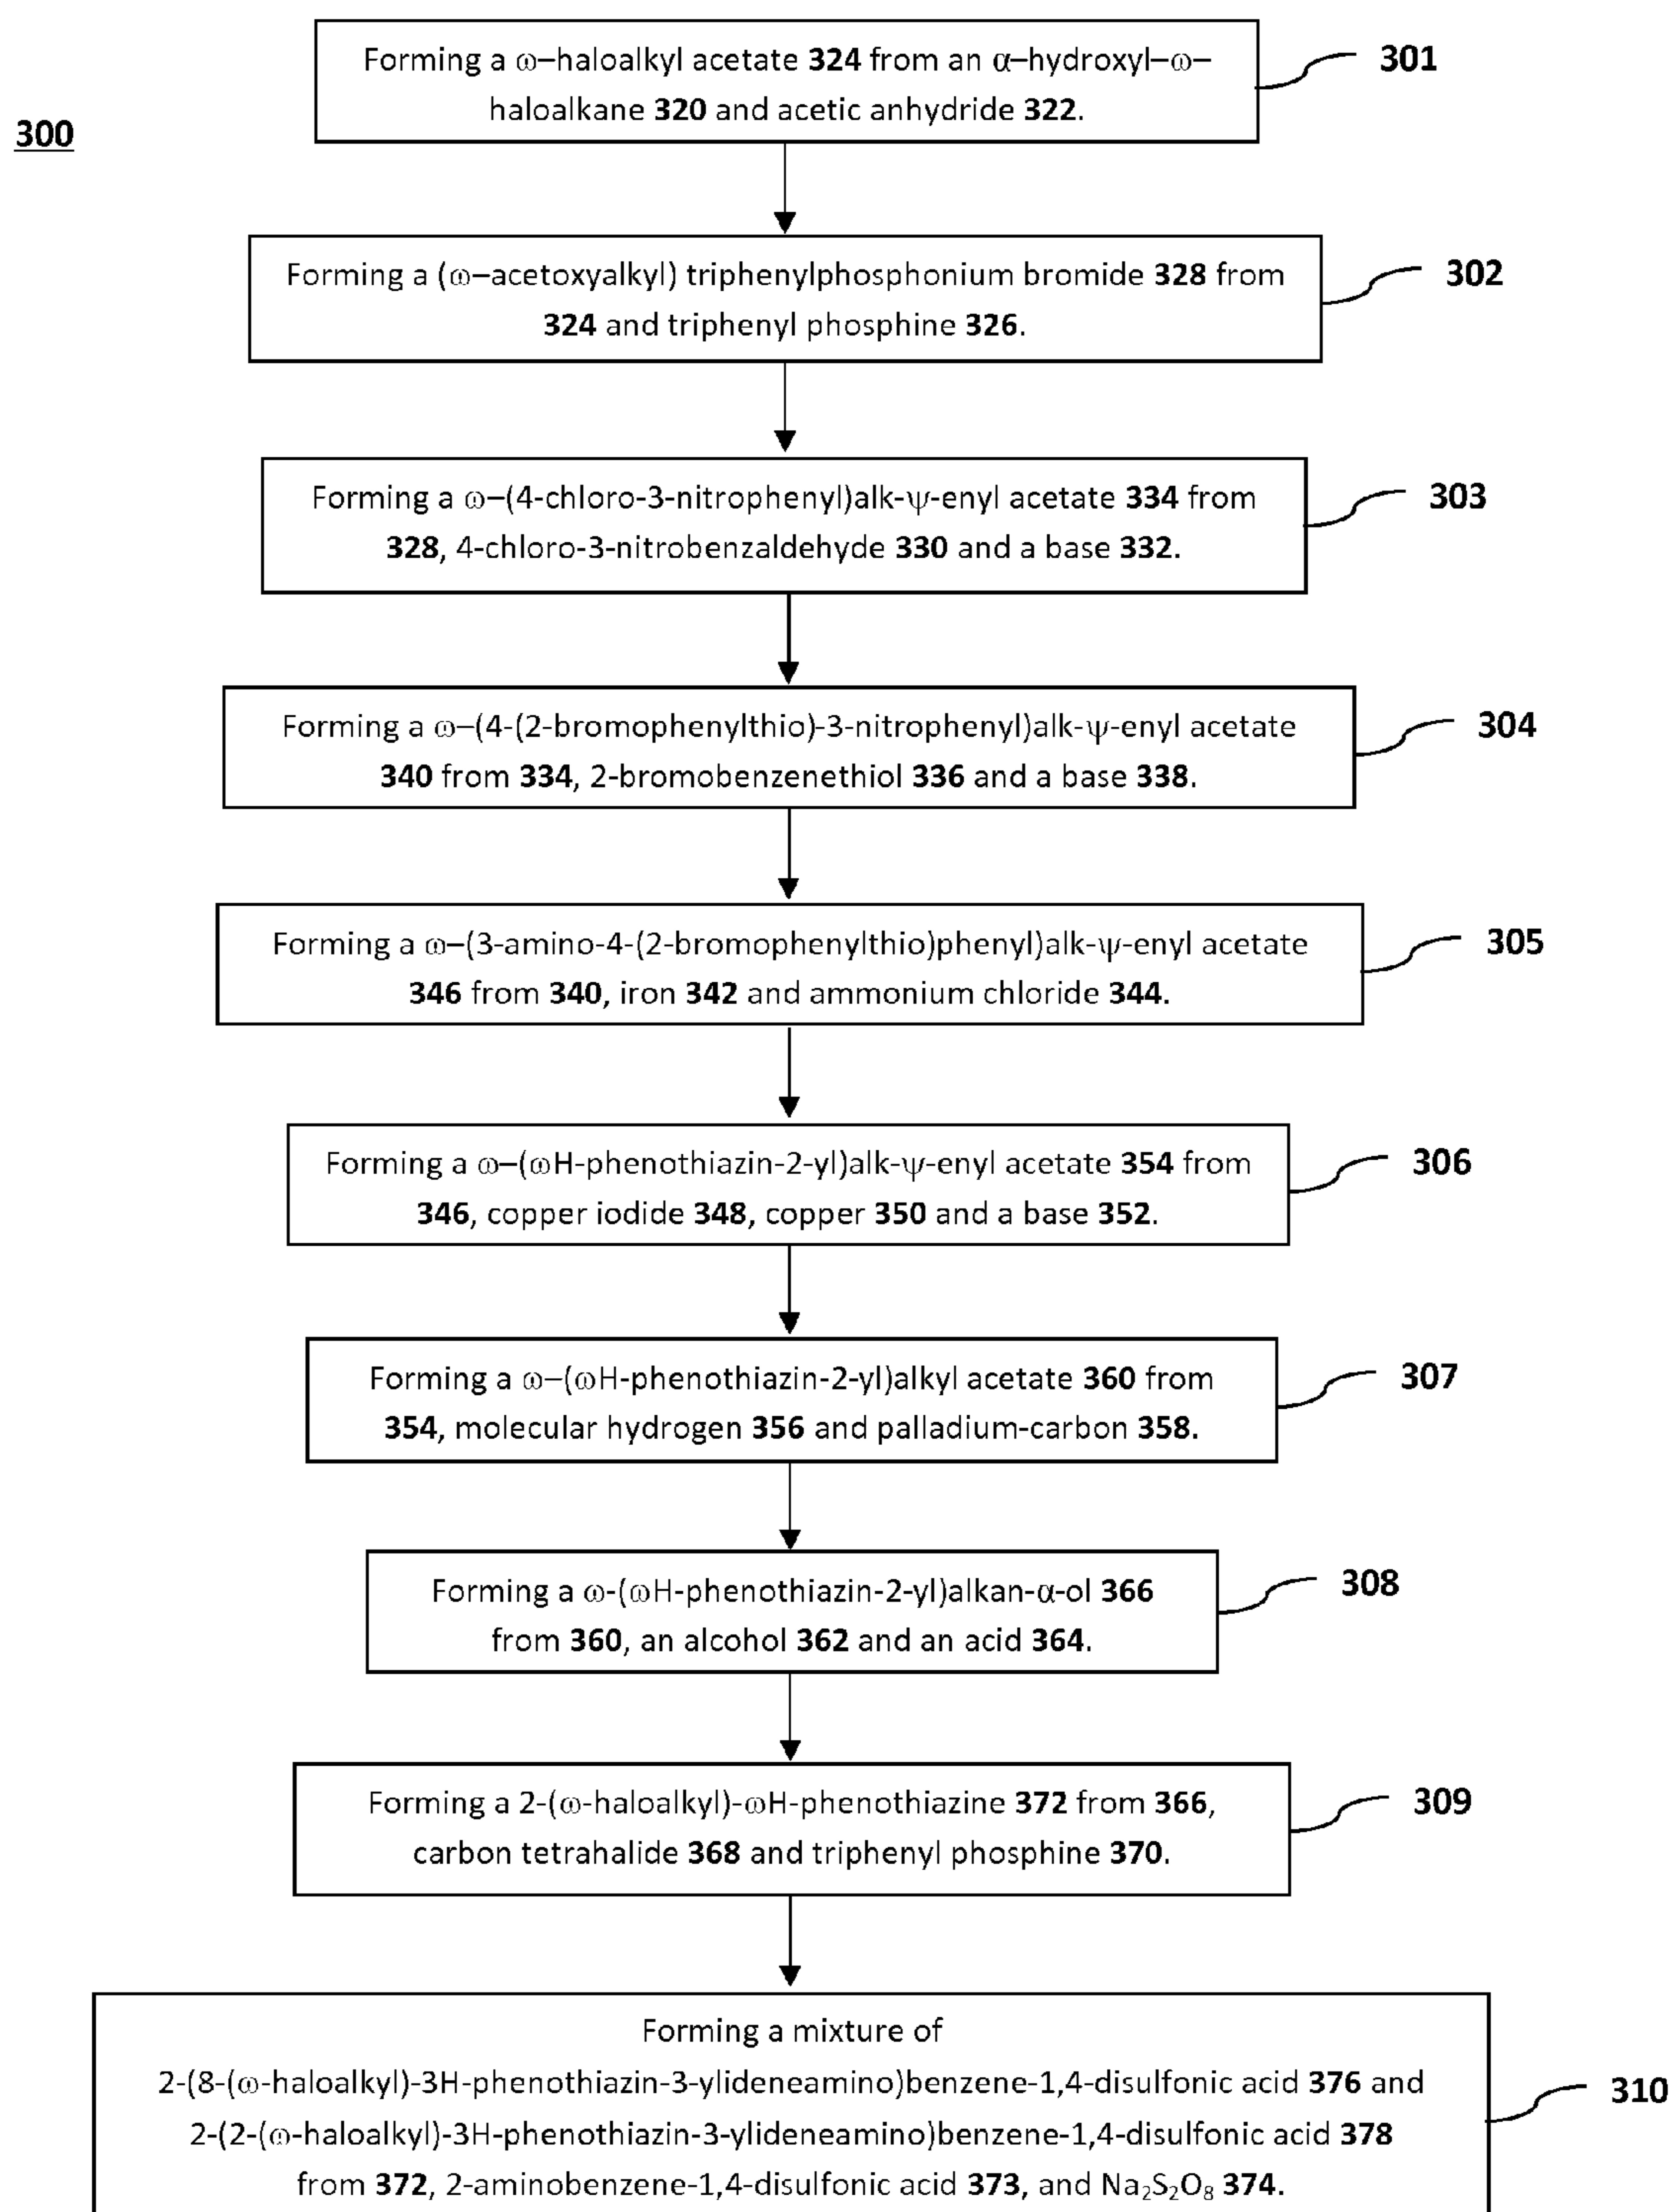 300
Forming a ω–haloalkyl acetate 324 from an α–hydroxyl–ω–
haloalkane 320 and acetic anhydride 322.
301
Forming a (ω–acetoxyalkyl) triphenylphosphonium bromide 328 from
324 and triphenyl phosphine 326.
302
Forming a ω–(4-chloro-3-nitrophenyl)alk-ψ-enyl acetate 334 from
328, 4-chloro-3-nitrobenzaldehyde 330 and a base 332.
303
Forming a ω–(4-(2-bromophenylthio)-3-nitrophenyl)alk-ψ-enyl acetate
340 from 334, 2-bromobenzenethiol 336 and a base 338.
304
Forming a ω–(3-amino-4-(2-bromophenylthio)phenyl)alk-ψ-enyl acetate
346 from 340, iron 342 and ammonium chloride 344.
305
Forming a ω–(ωH-phenothiazin-2-yl)alk-ψ-enyl acetate 354 from
346, copper iodide 348, copper 350 and a base 352.
306
Forming a ω–(ωH-phenothiazin-2-yl)alkyl acetate 360 from
354, molecular hydrogen 356 and palladium-carbon 358.
307
Forming a ω-(ωH-phenothiazin-2-yl)alkan-α-ol 366
from 360, an alcohol 362 and an acid 364.
308
Forming a 2-(ω-haloalkyl)-ωH-phenothiazine 372 from 366,
carbon tetrahalide 368 and triphenyl phosphine 370.
309
Forming a mixture of
2-(8-(ω-haloalkyl)-3H-phenothiazin-3-ylideneamino)benzene-1,4-disulfonic acid 376 and
2-(2-(ω-haloalkyl)-3H-phenothiazin-3-ylideneamino)benzene-1,4-disulfonic acid 378
from 372, 2-aminobenzene-1,4-disulfonic acid 373, and Na₂S₂O₈ 374.
310